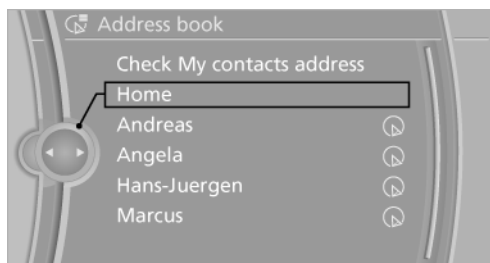 Address book
Check My contacts address
Home
Andreas
Angela
Hans-Juergen
Marcus